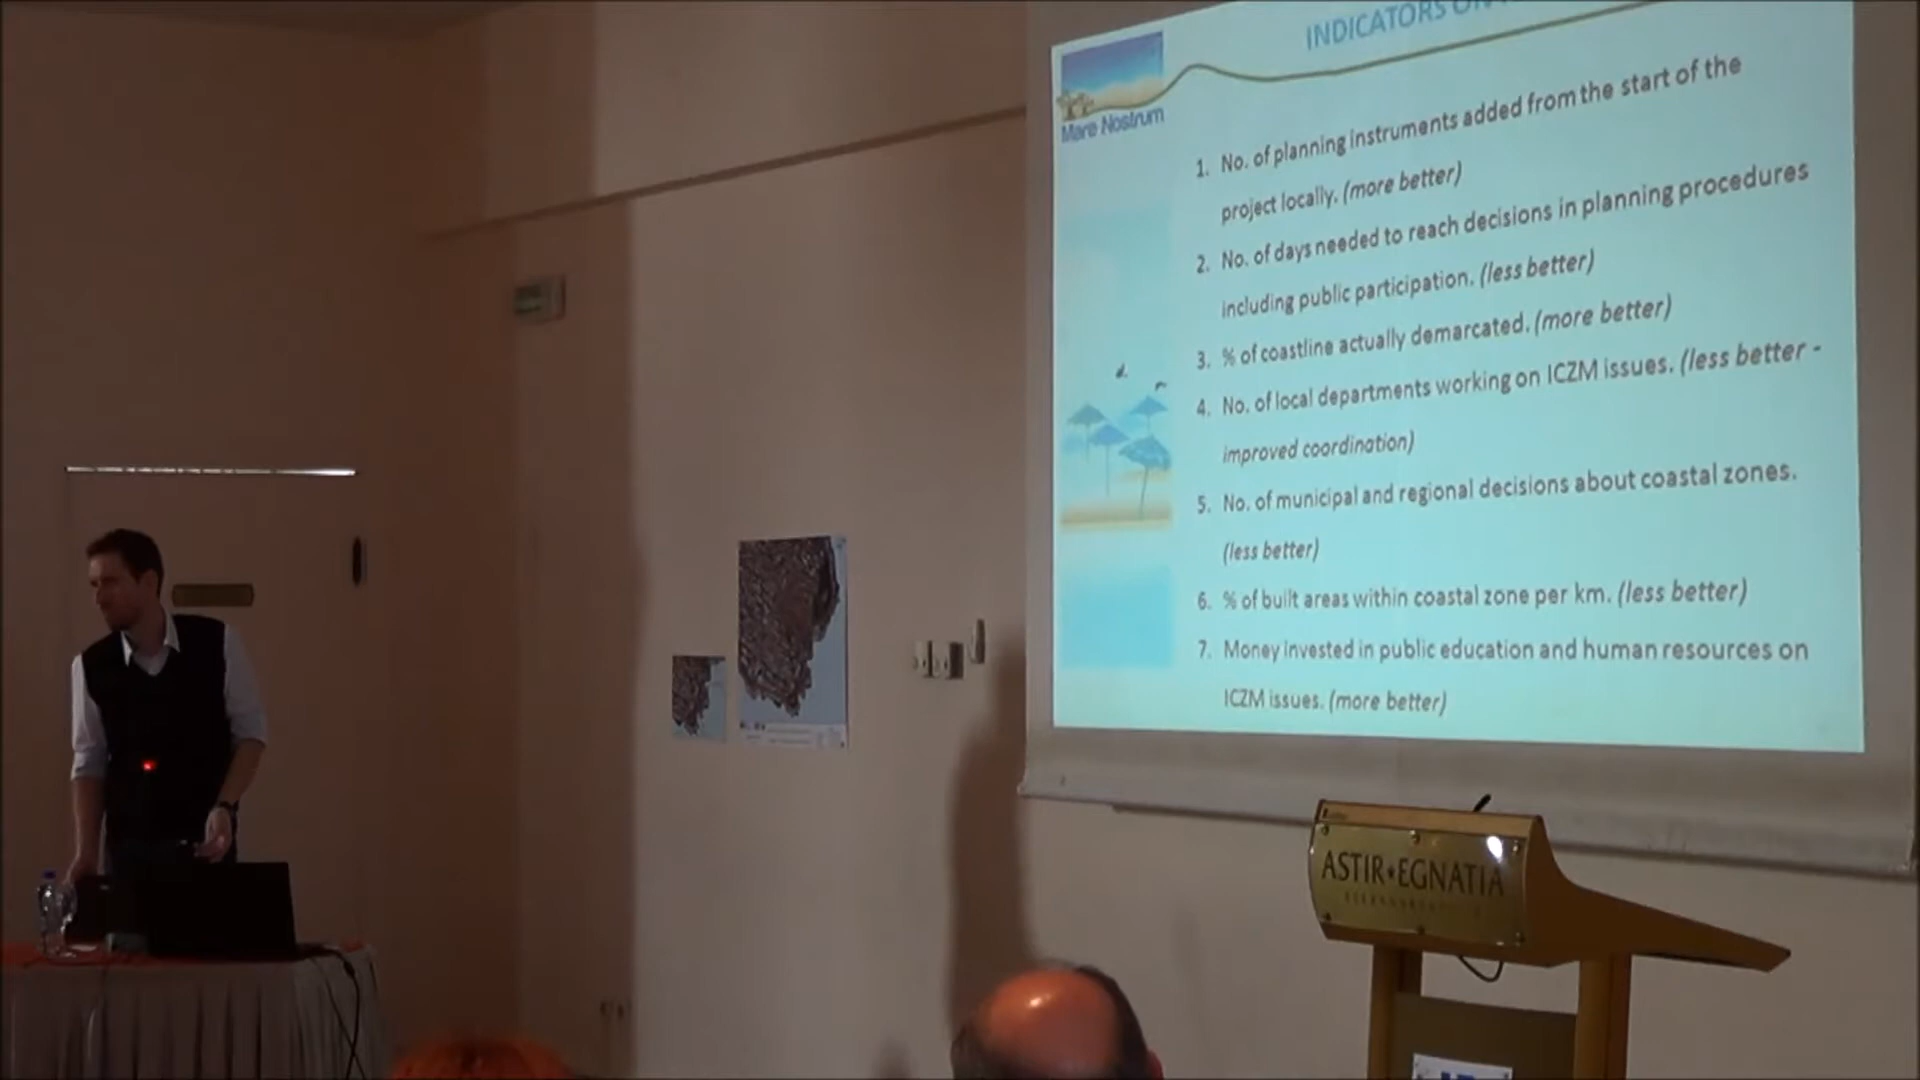 INDICATORS
Mare Nostrum
1. No. of planning instruments added from the start of the
project locally. (more better)
2. No. of days needed to reach decisions in planning procedures
including public participation. (less better)
3. % of coastline actually demarcated. (more better)
4. No. of local departments working on ICZM issues. (less better -
improved coordination)
5. No. of municipal and regional decisions about coastal zones.
(less better)
6. % of built areas within coastal zone per km. (less better)
7. Money invested in public education and human resources on
ICZM issues. (more better)
ASTIR•EGNATIA